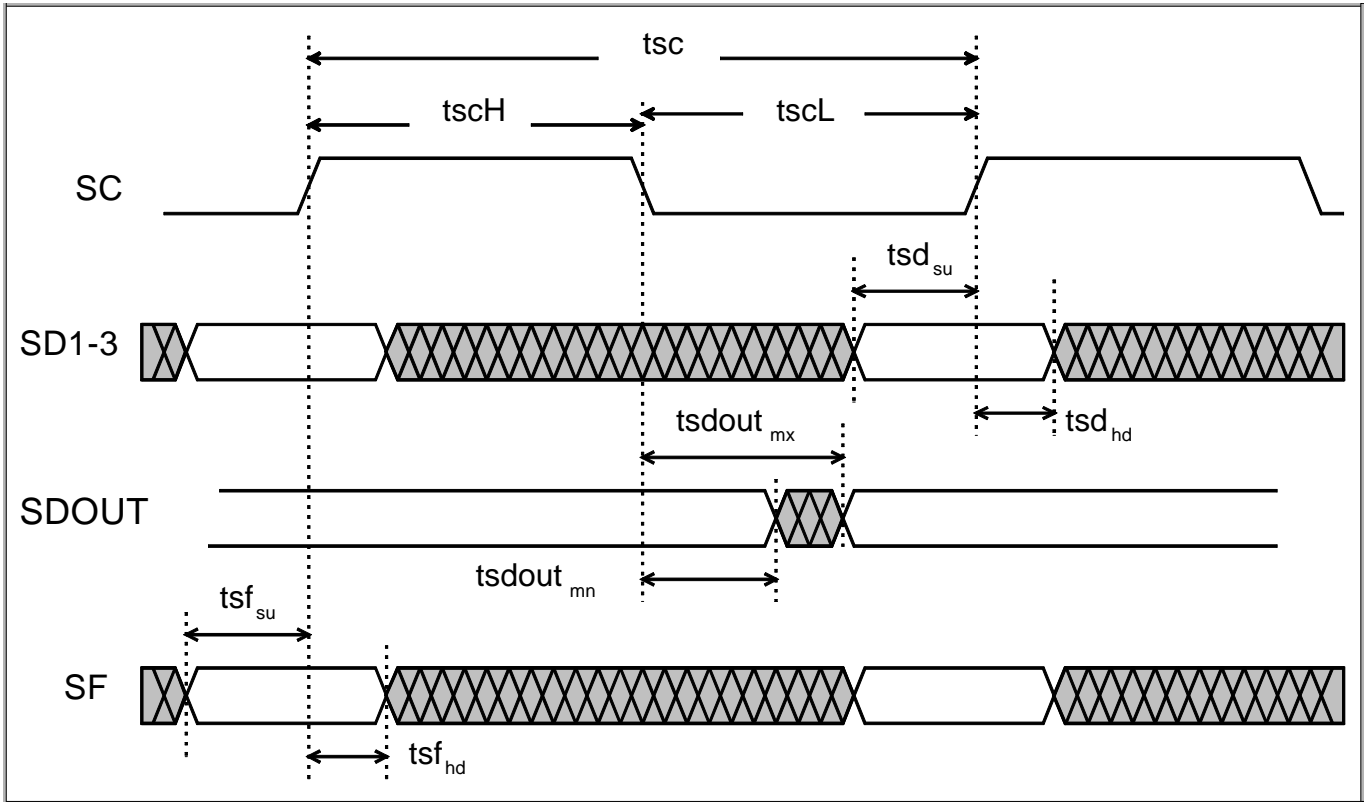 tsc
tscH
tscL
SC
tsd su
SD1-3
tsd hd
tsdout mx
SDOUT
tsdout mn
tsf su
SF
tsf hd